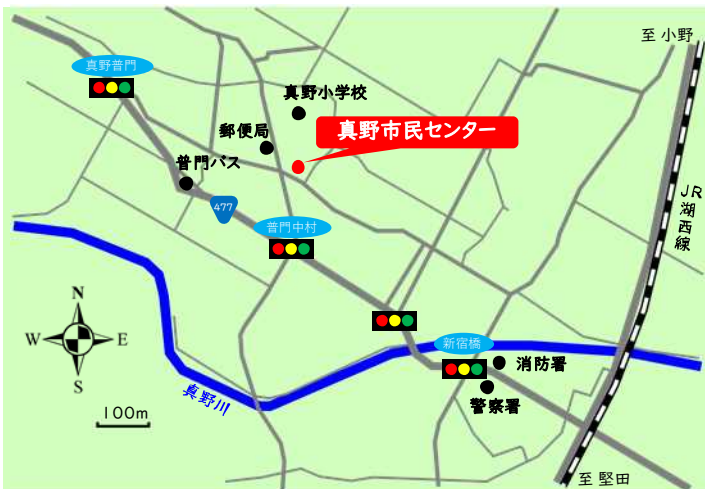 至 小野
真野普門
真野小学校
真野市民センター
郵便局
普門バス
JR湖西線
477
普門中村
N
W
E
S
新宿橋
消防署
警察署
真野川
100m
至 堅田